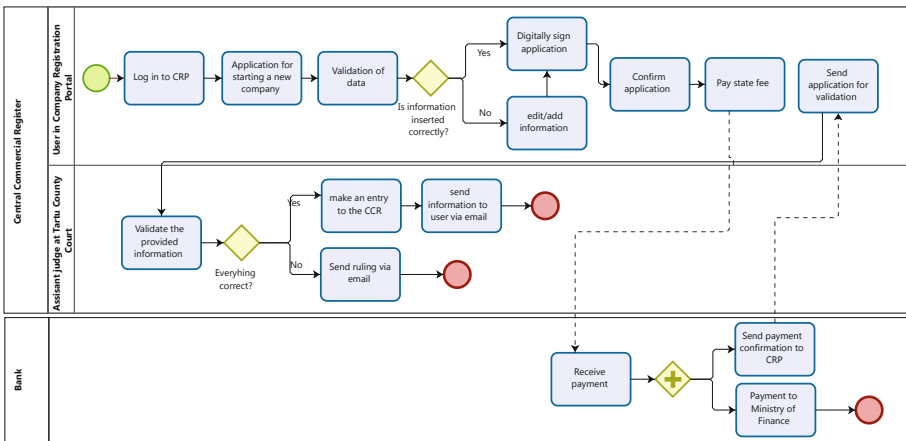 Central Commercial Register
User in Company Registration
Portal
Log in to CRP
Application for
starting a new
company
Validation of
data
Is information
inserted
correctly?
Yes
No
Digitally sign
application
edit/add
information
Confirm
application
Pay state fee
Send
application for
validation
Assisant judge at Tartu County
Court
Validate the
provided
information
Everyhing
correct?
Yes
No
make an entry
to the CCR
send
information to
user via email
Send ruling via
email
Bank
Receive
payment
Send payment
confirmation to
CRP
Payment to
Ministry of
Finance